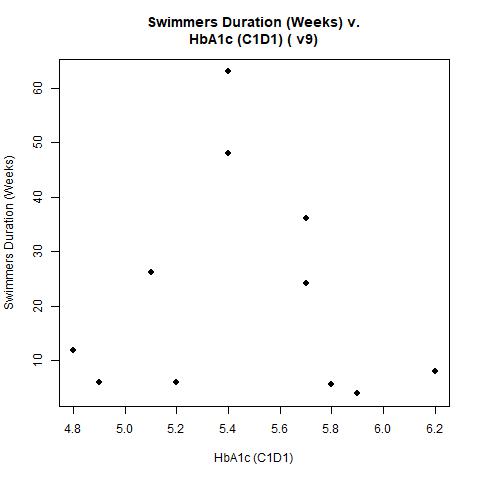 Swimmers Duration (Weeks) v.
HbA1c (C1D1) ( v9)
Swimmers Duration (Weeks)
60
50
40
30
20
10
4.8 5.0 5.2 5.4 5.6 5.8 6.0 6.2
HbA1c (C1D1)